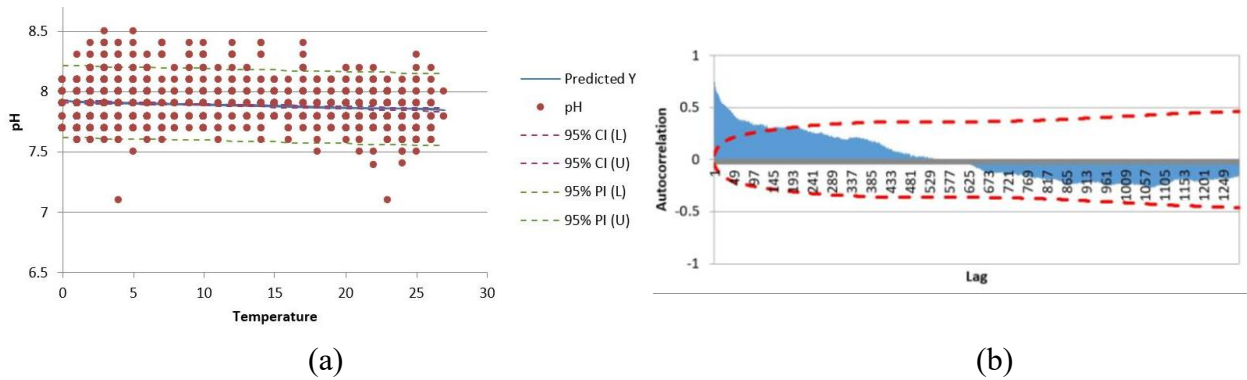 8.5
8
7.5
7
6.5
pH
0 5 10 15 20 25 30
Temperature
Predicted Y
pH
95% CI (L)
95% CI (U)
95% PI (L)
95% PI (U)
(a)
1
0.5
0
-0.5
-1
Autocorrelation
1 49 97 145 193 241 289 337 385 433 481 529 577 625 673 721 769 817 865 913 961 1009 1057 1105 1153 1201 1249
Lag
(b)